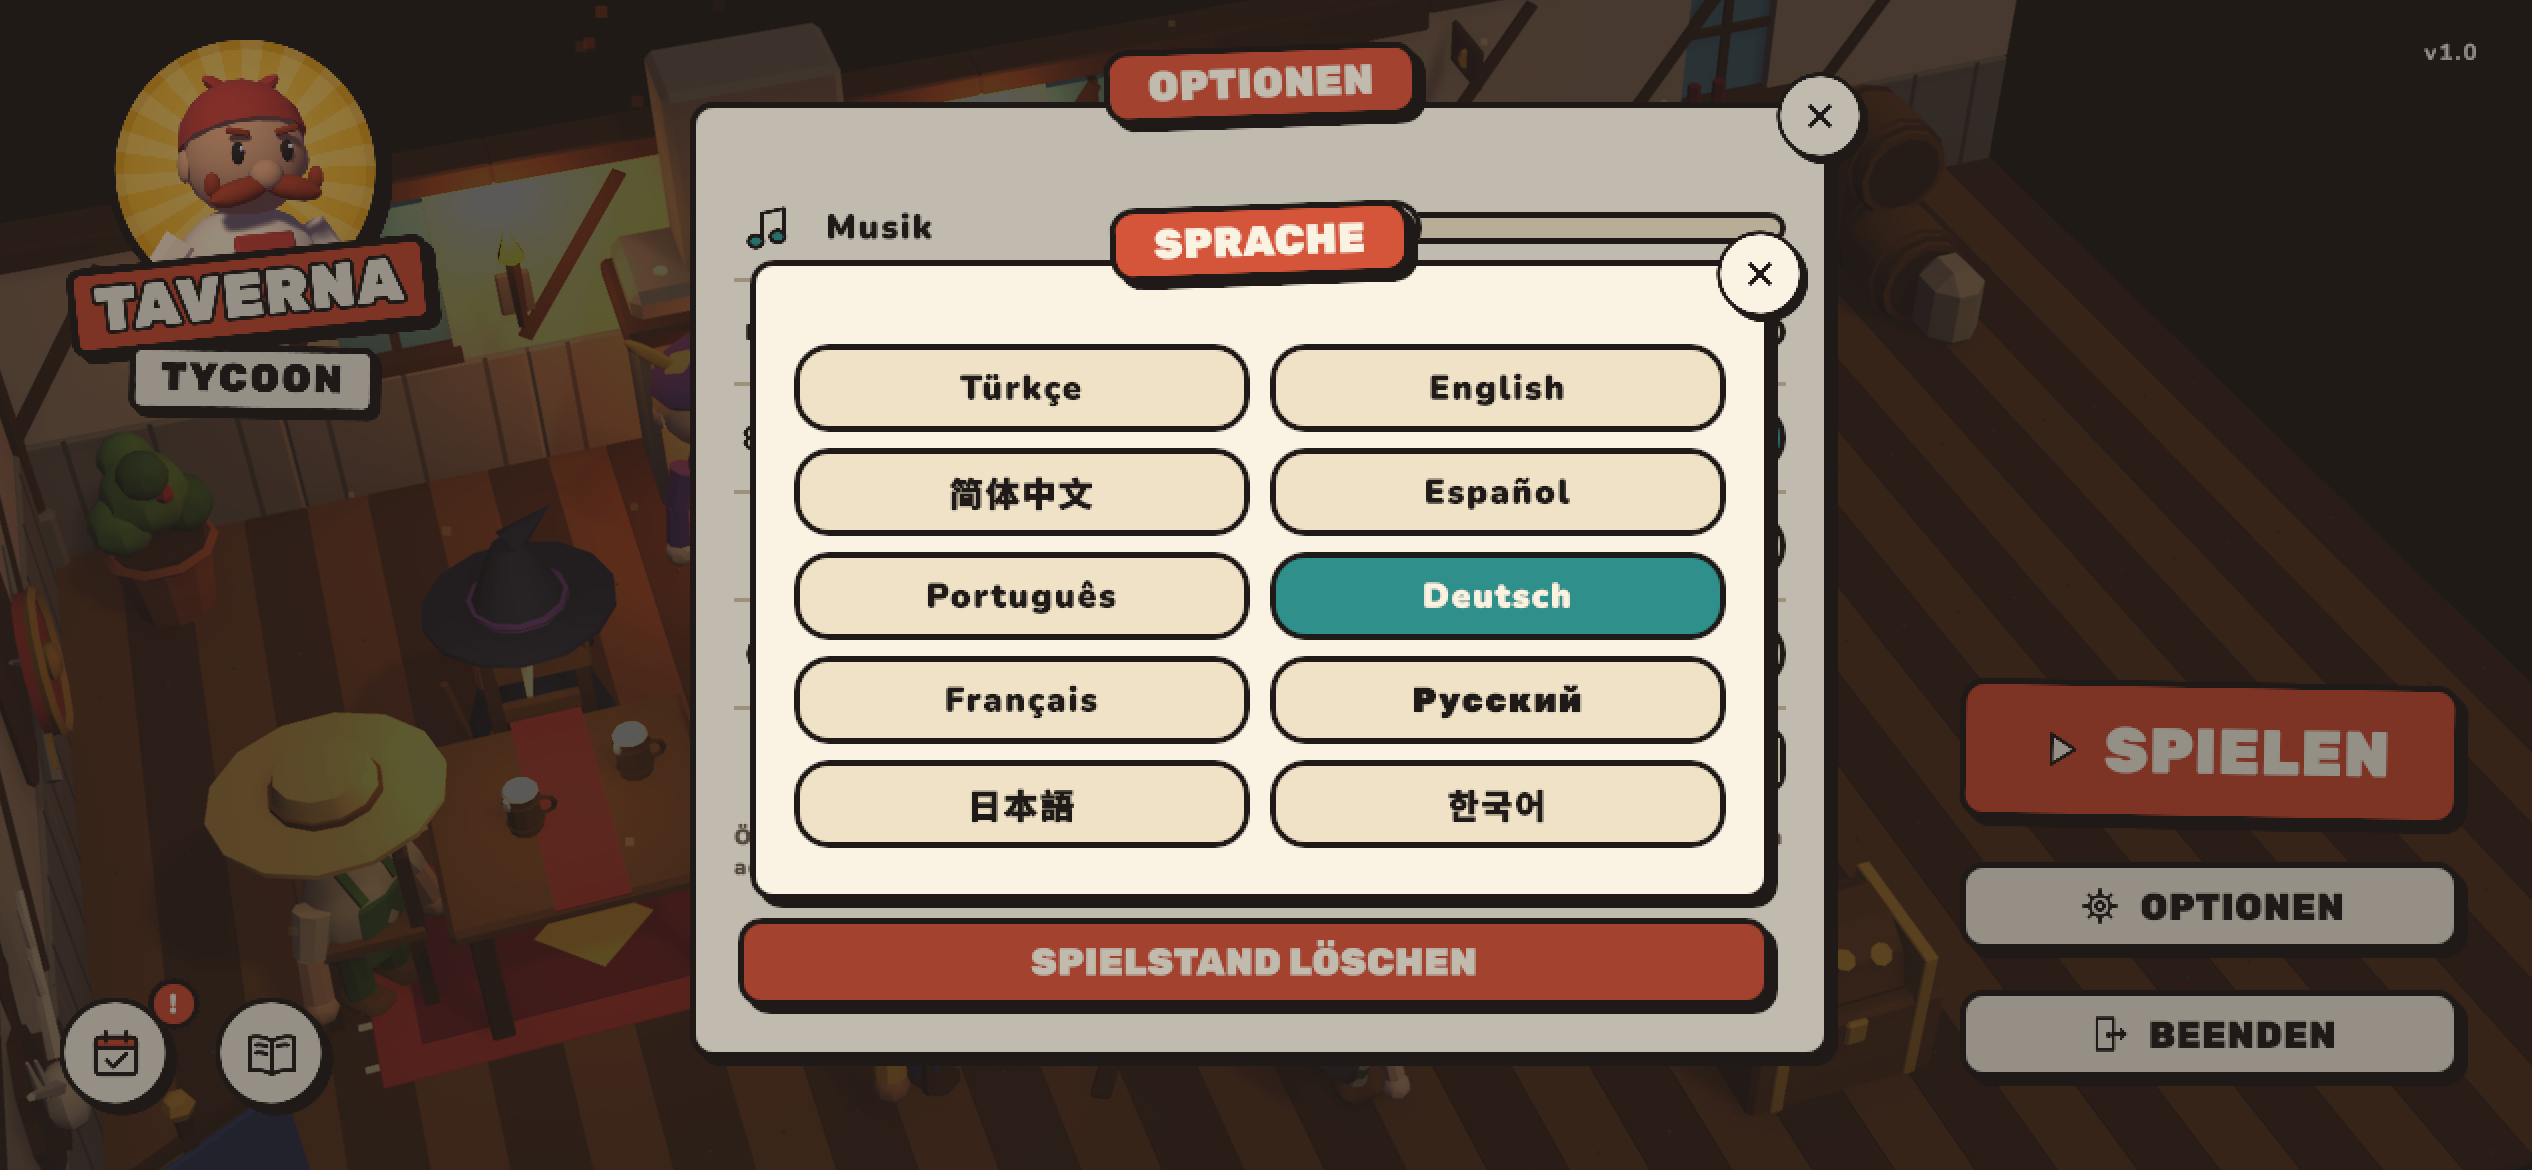 v1.0
OPTIONEN
TAVERNA
TYCOON
Musik
SPRACHE
Türkçe
English
简体中文
Español
Português
Deutsch
Français
Русский
日本語
한국어
SPIELSTAND LÖSCHEN
SPIELEN
OPTIONEN
BEENDEN
!